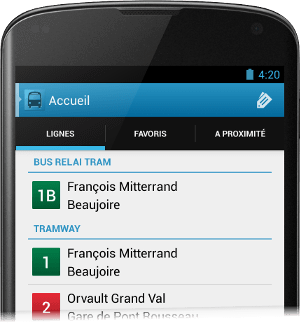 4:20
Accueil
LIGNES FAVORIS A PROXIMITÉ
BUS RELAI TRAM
1B François Mitterrand
Beaujoire
TRAMWAY
1 François Mitterrand
Beaujoire
2 Orvault Grand Val
Gare de Pont Rousseau